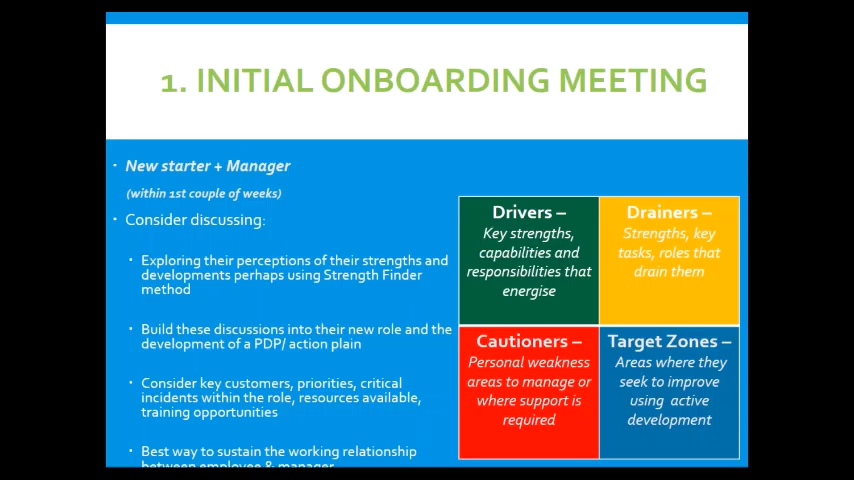 1. INITIAL ONBOARDING MEETING
New starter + Manager
(within 1st couple of weeks)
Consider discussing:
Exploring their perceptions of their strengths and
developments perhaps using Strength Finder
method
Build these discussions into their new role and the
development of a PDP/ action plain
Consider key customers, priorities, critical
incidents within the role, resources available,
training opportunities
Best way to sustain the working relationship
between employee & manager
Drivers –
Key strengths,
capabilities and
responsibilities that
energise
Drainers –
Strengths, key
tasks, roles that
drain them
Cautioners –
Personal weakness
areas to manage or
where support is
required
Target Zones –
Areas where they
seek to improve
using active
development